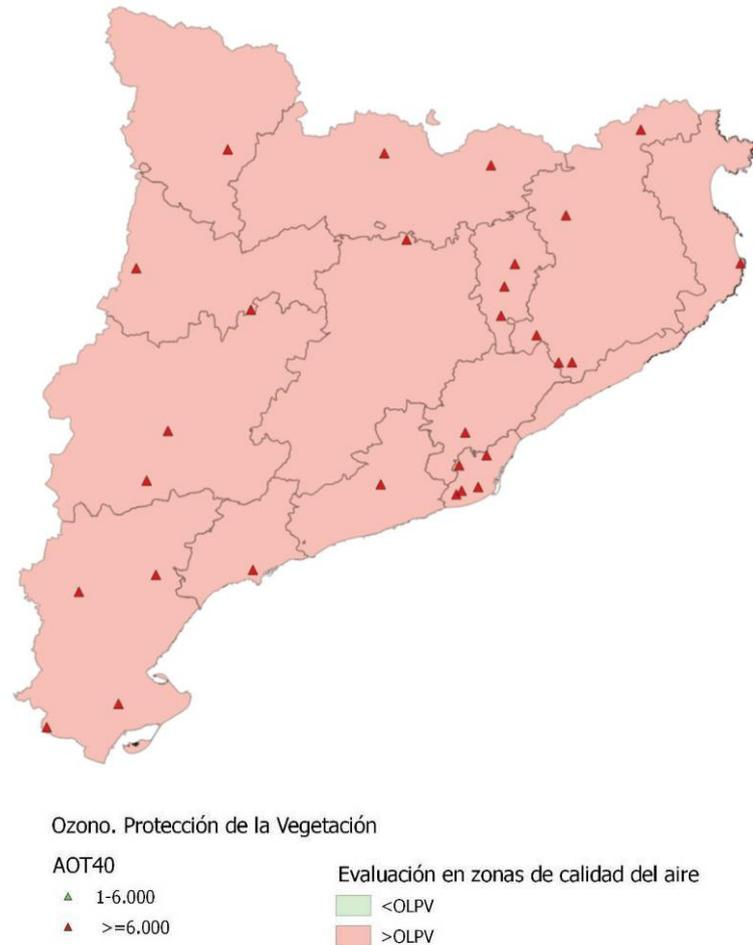 Ozono. Protección de la Vegetación
AOT40
1-6.000
>=6.000
Evaluación en zonas de calidad del aire
<OLPV
>OLPV